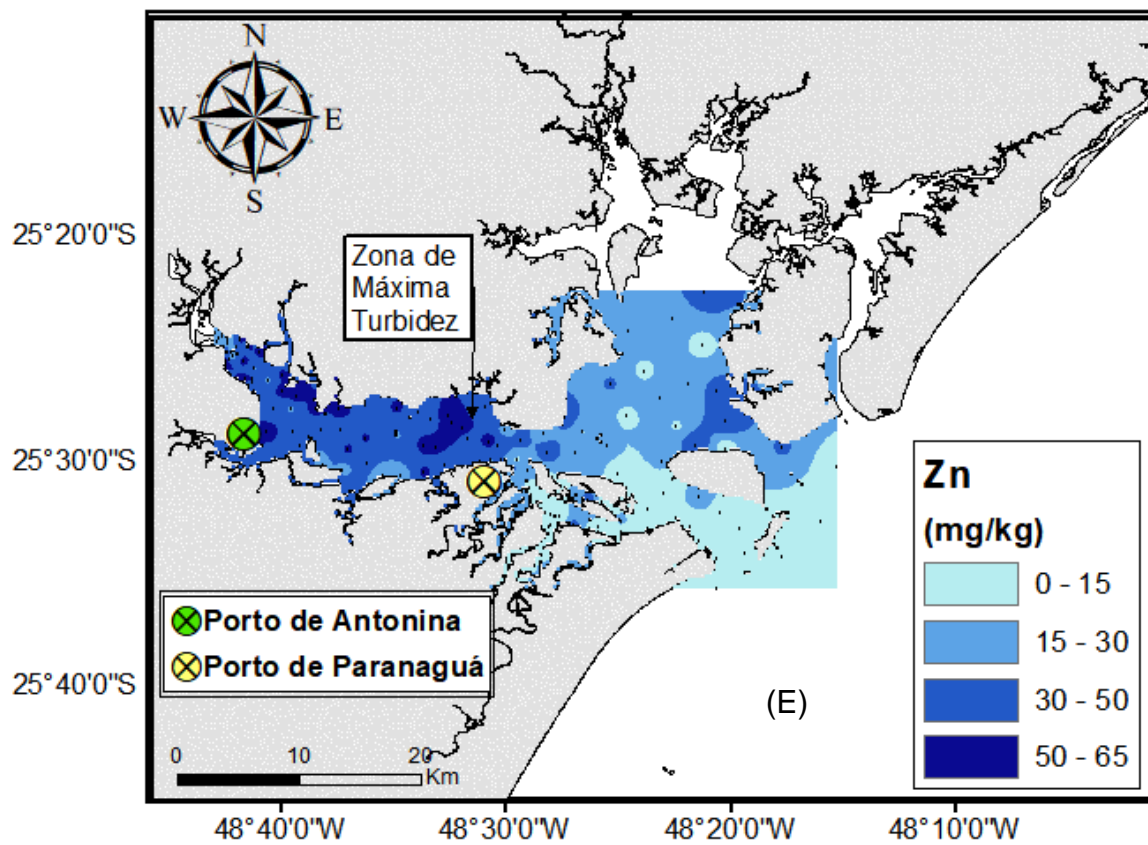 N
W
E
S
25°20'0"S
25°30'0"S
25°40'0"S
Zona de
Máxima
Turbidez
Zn
(mg/kg)
0 - 15
15 - 30
30 - 50
50 - 65
Porto de Antonina
Porto de Paranaguá
(E)
0 10 20
Km
48°40'0"W
48°30'0"W
48°20'0"W
48°10'0"W